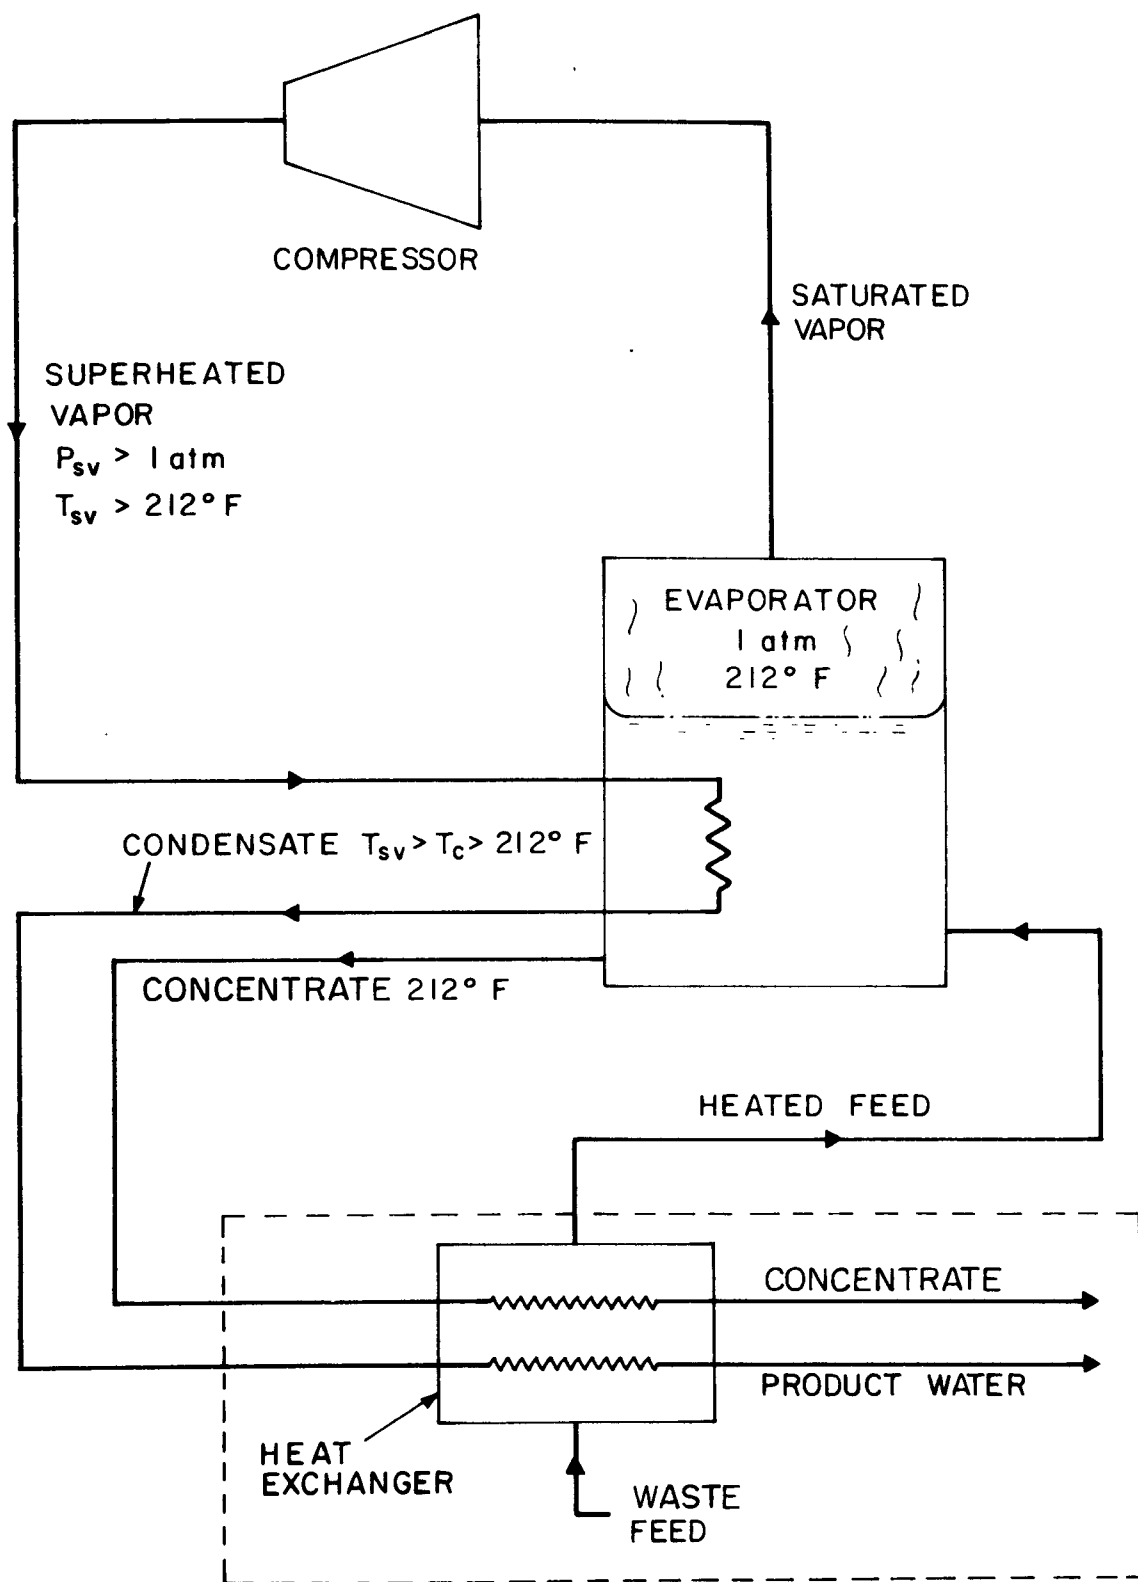 COMPRESSOR
SATURATED
VAPOR
SUPERHEATED
VAPOR
Psv > 1 atm
Tsv > 212° F
EVAPORATOR
1 atm
212° F
CONDENSATE Tsv > Tc > 212° F
CONCENTRATE 212° F
HEATED FEED
CONCENTRATE
PRODUCT WATER
HEAT
EXCHANGER
WASTE
FEED